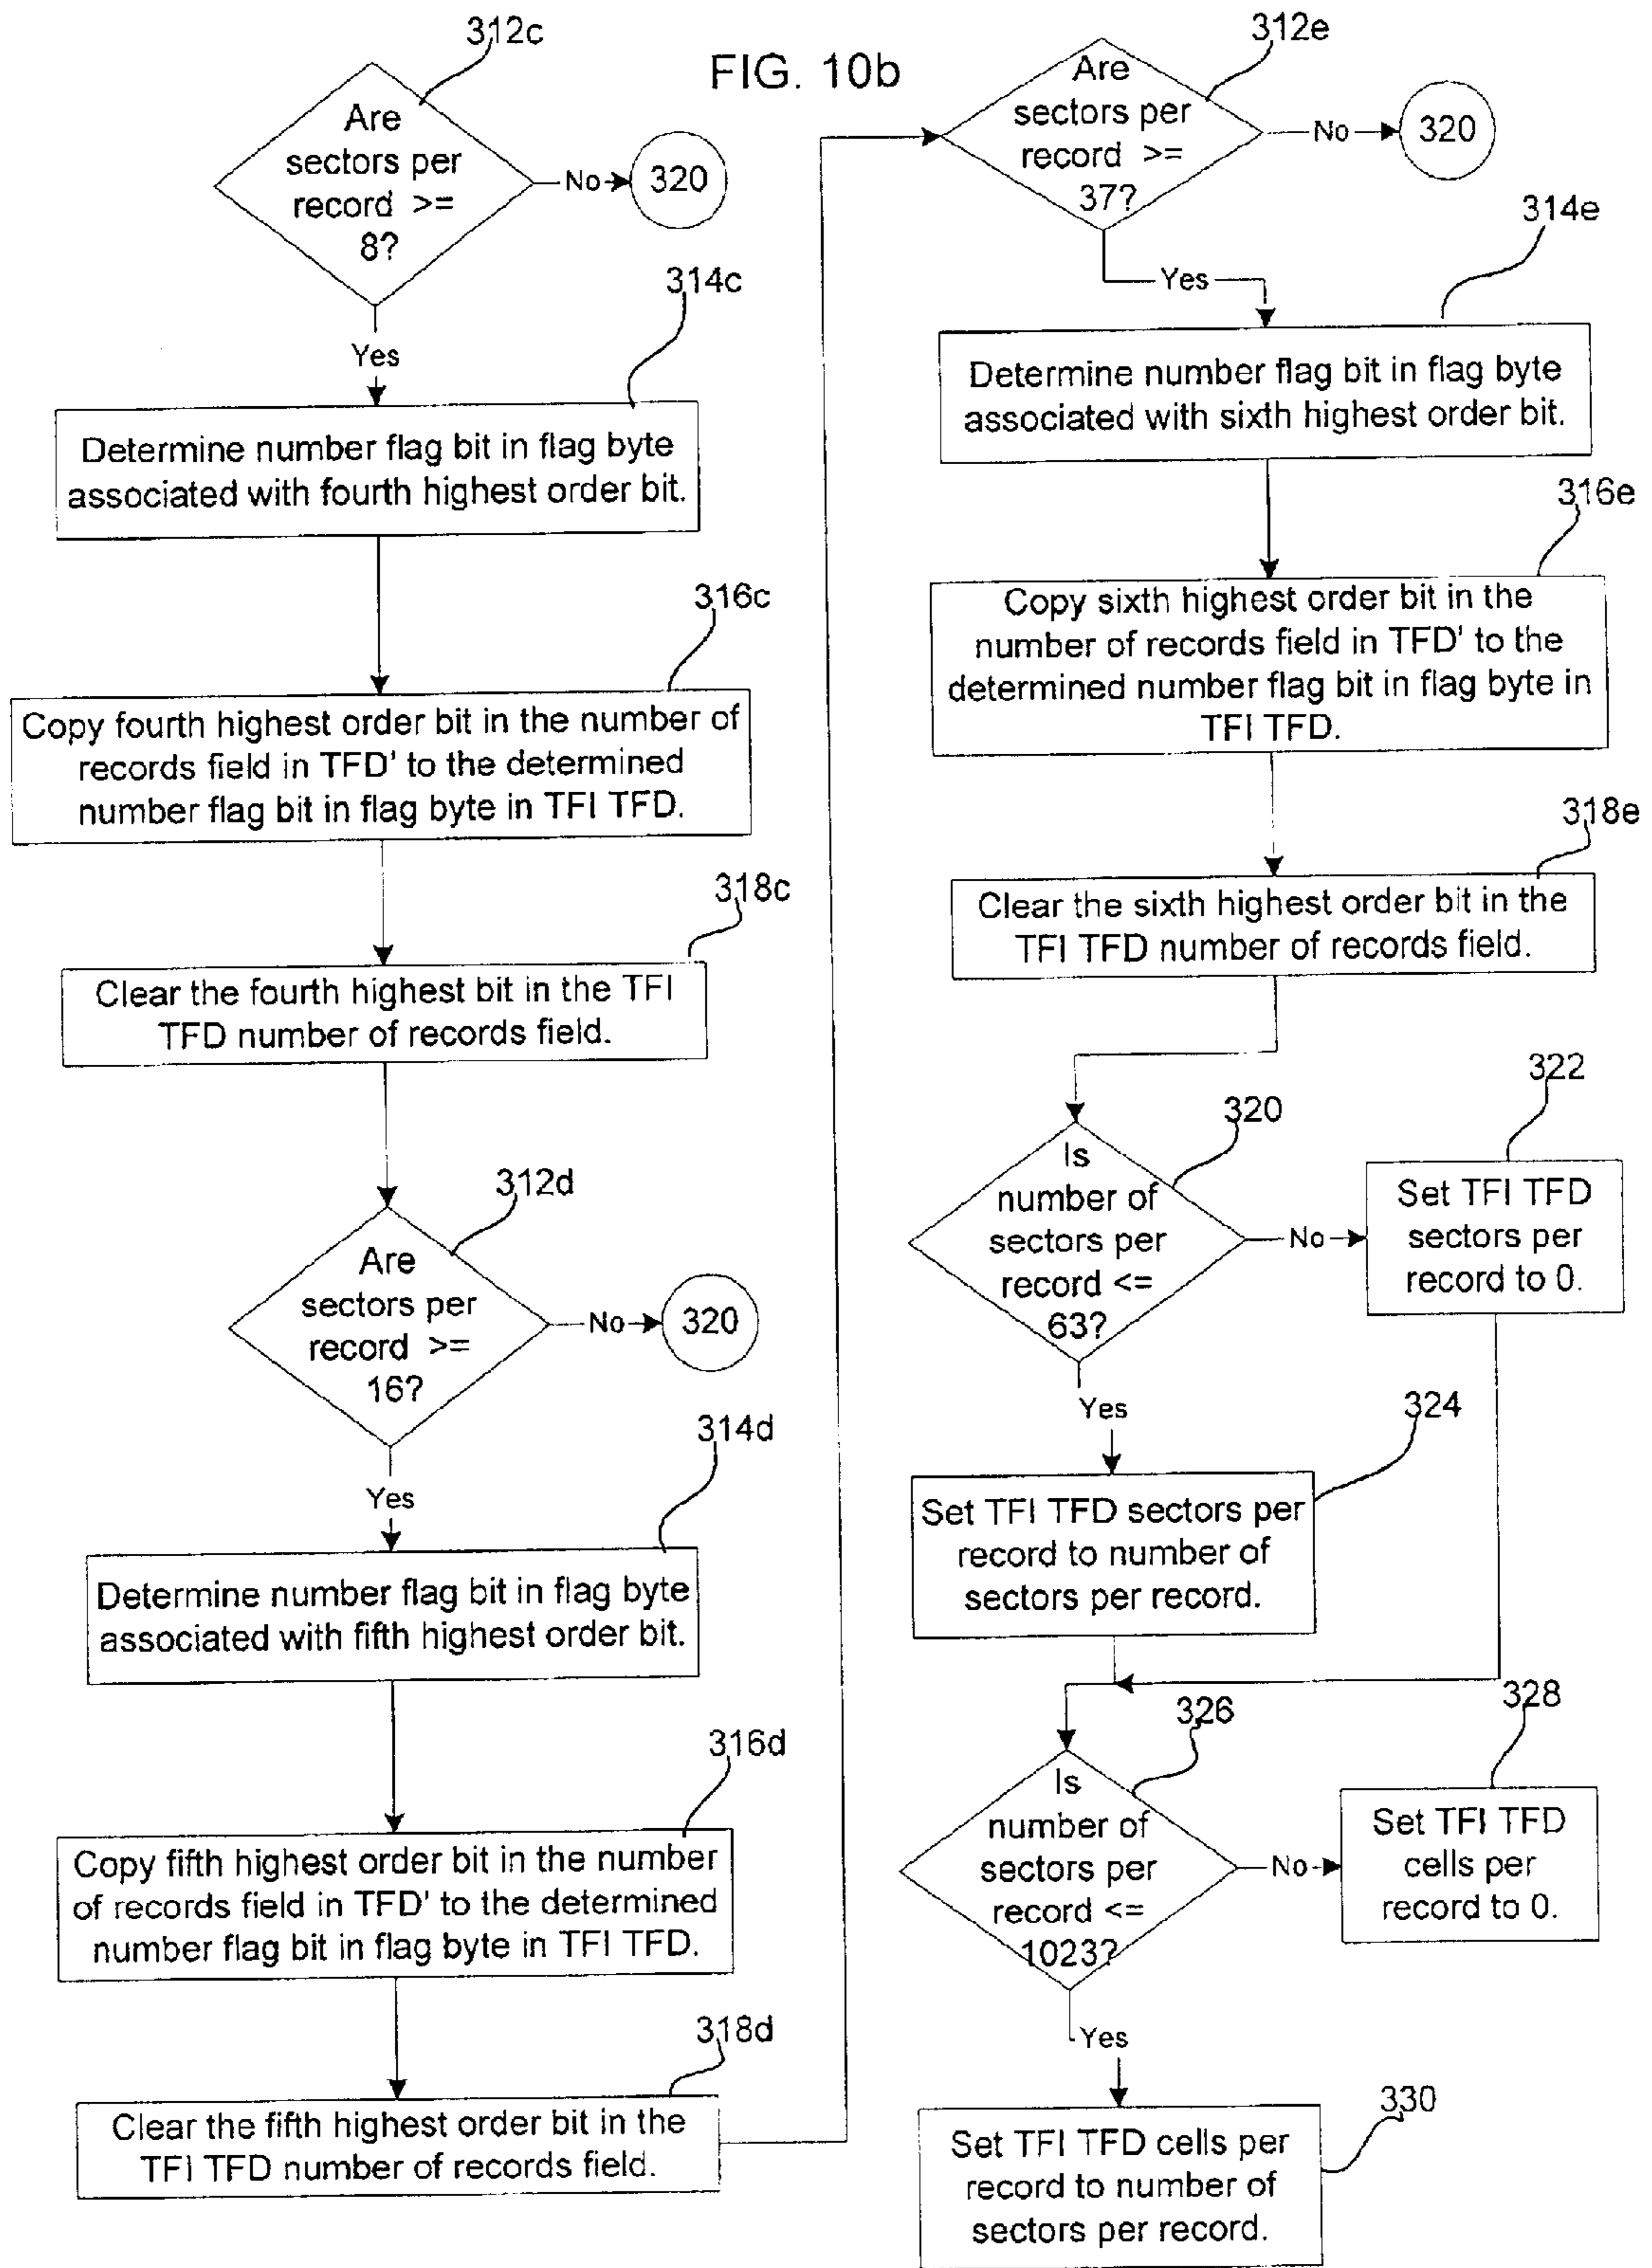 FIG. 10b
312c
Are
sectors per
record >=
8?
No
320
Yes
314c
Determine number flag bit in flag byte
associated with fourth highest order bit.
316c
Copy fourth highest order bit in the number of
records field in TFD' to the determined
number flag bit in flag byte in TFI TFD.
318c
Clear the fourth highest bit in the TFI
TFD number of records field.
312d
Are
sectors per
record >=
16?
No
320
Yes
314d
Determine number flag bit in flag byte
associated with fifth highest order bit.
316d
Copy fifth highest order bit in the number
of records field in TFD' to the determined
number flag bit in flag byte in TFI TFD.
318d
Clear the fifth highest order bit in the
TFI TFD number of records field.
312e
Are
sectors per
record >=
37?
No
320
Yes
314e
Determine number flag bit in flag byte
associated with sixth highest order bit.
316e
Copy sixth highest order bit in the
number of records field in TFD' to the
determined number flag bit in flag byte in
TFI TFD.
318e
Clear the sixth highest order bit in the
TFI TFD number of records field.
320
Is
number of
sectors per
record <=
63?
No
322
Set TFI TFD
sectors per
record to 0.
Yes
324
Set TFI TFD sectors per
record to number of
sectors per record.
326
Is
number of
sectors per
record <=
1023?
No
328
Set TFI TFD
cells per
record to 0.
Yes
330
Set TFI TFD cells per
record to number of
sectors per record.